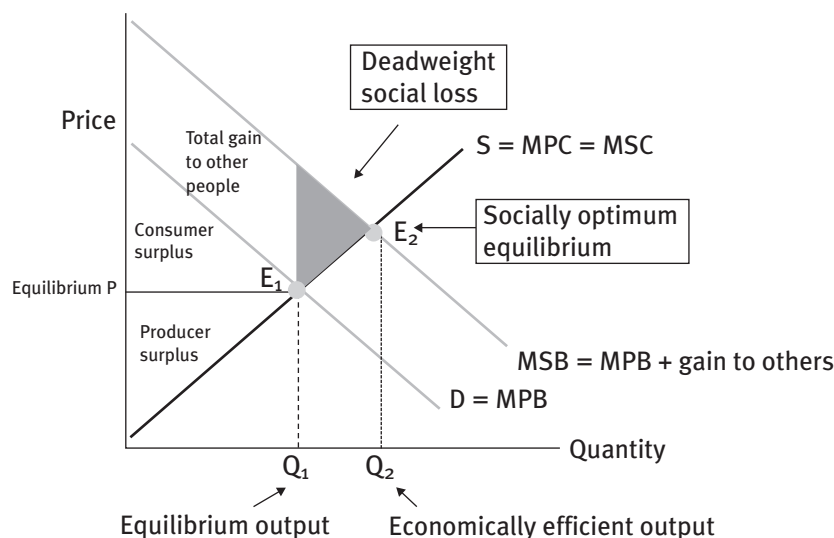 Deadweight
social loss
Price
Total gain
to other
people
S = MPC = MSC
Consumer
surplus
E₂
Socially optimum
equilibrium
E₁
Equilibrium P
Producer
surplus
MSB = MPB + gain to others
D = MPB
Quantity
Q₁
Q₂
Equilibrium output
Economically efficient output